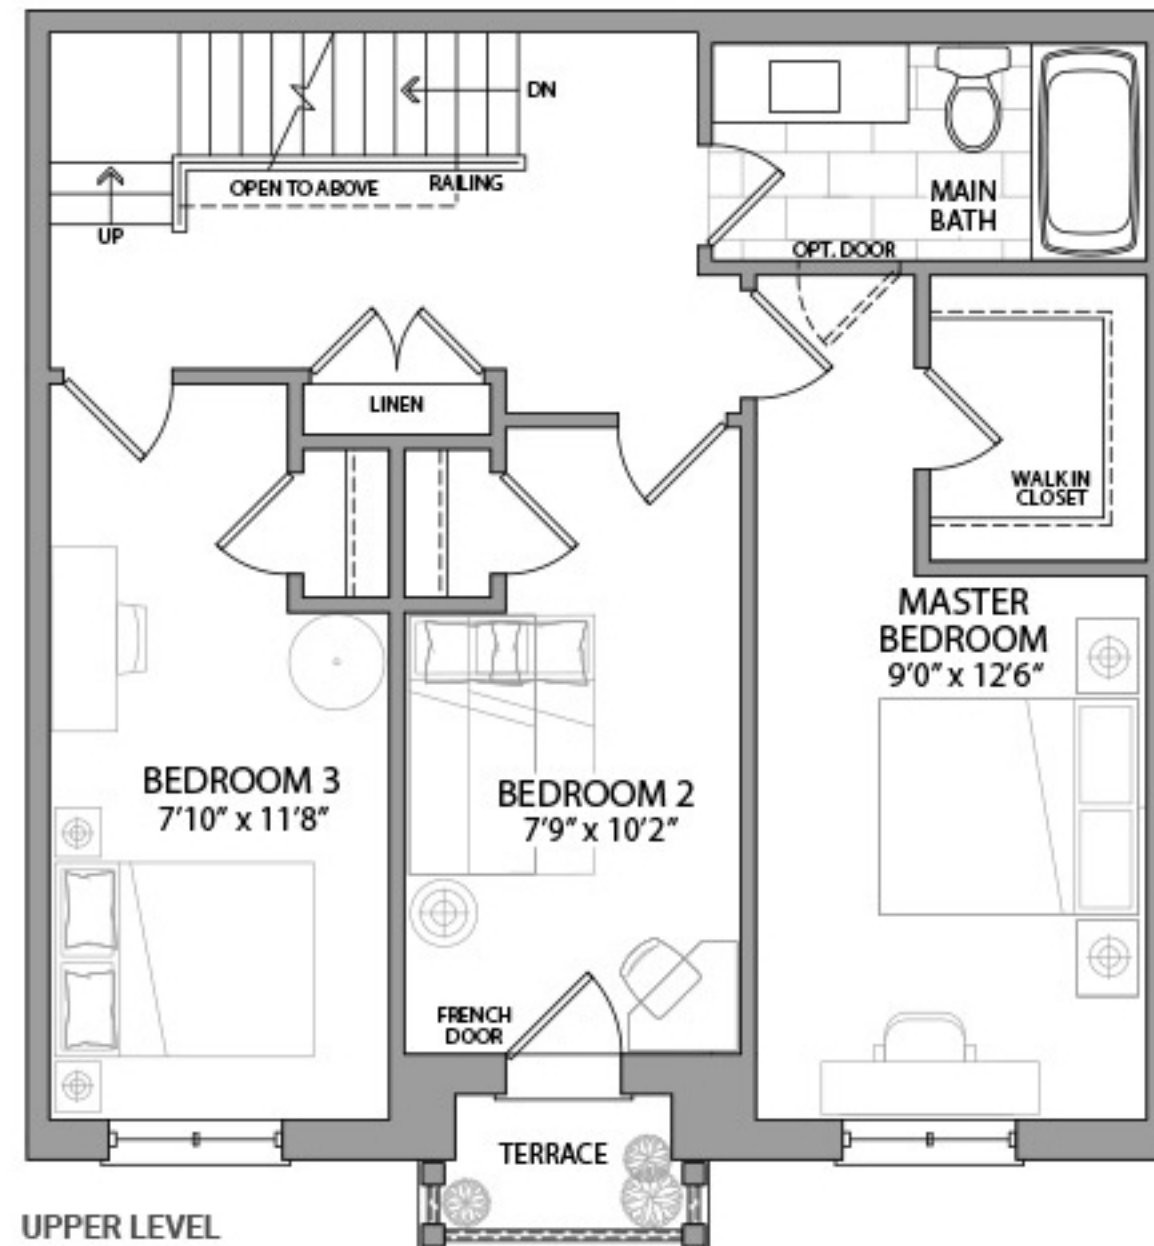 DN
OPEN TO ABOVE
RAILING
UP
MAIN
BATH
OPT. DOOR
LINEN
WALK IN
CLOSET
MASTER
BEDROOM
9'0" x 12'6"
BEDROOM 3
7'10" x 11'8"
BEDROOM 2
7'9" x 10'2"
FRENCH
DOOR
TERRACE
UPPER LEVEL